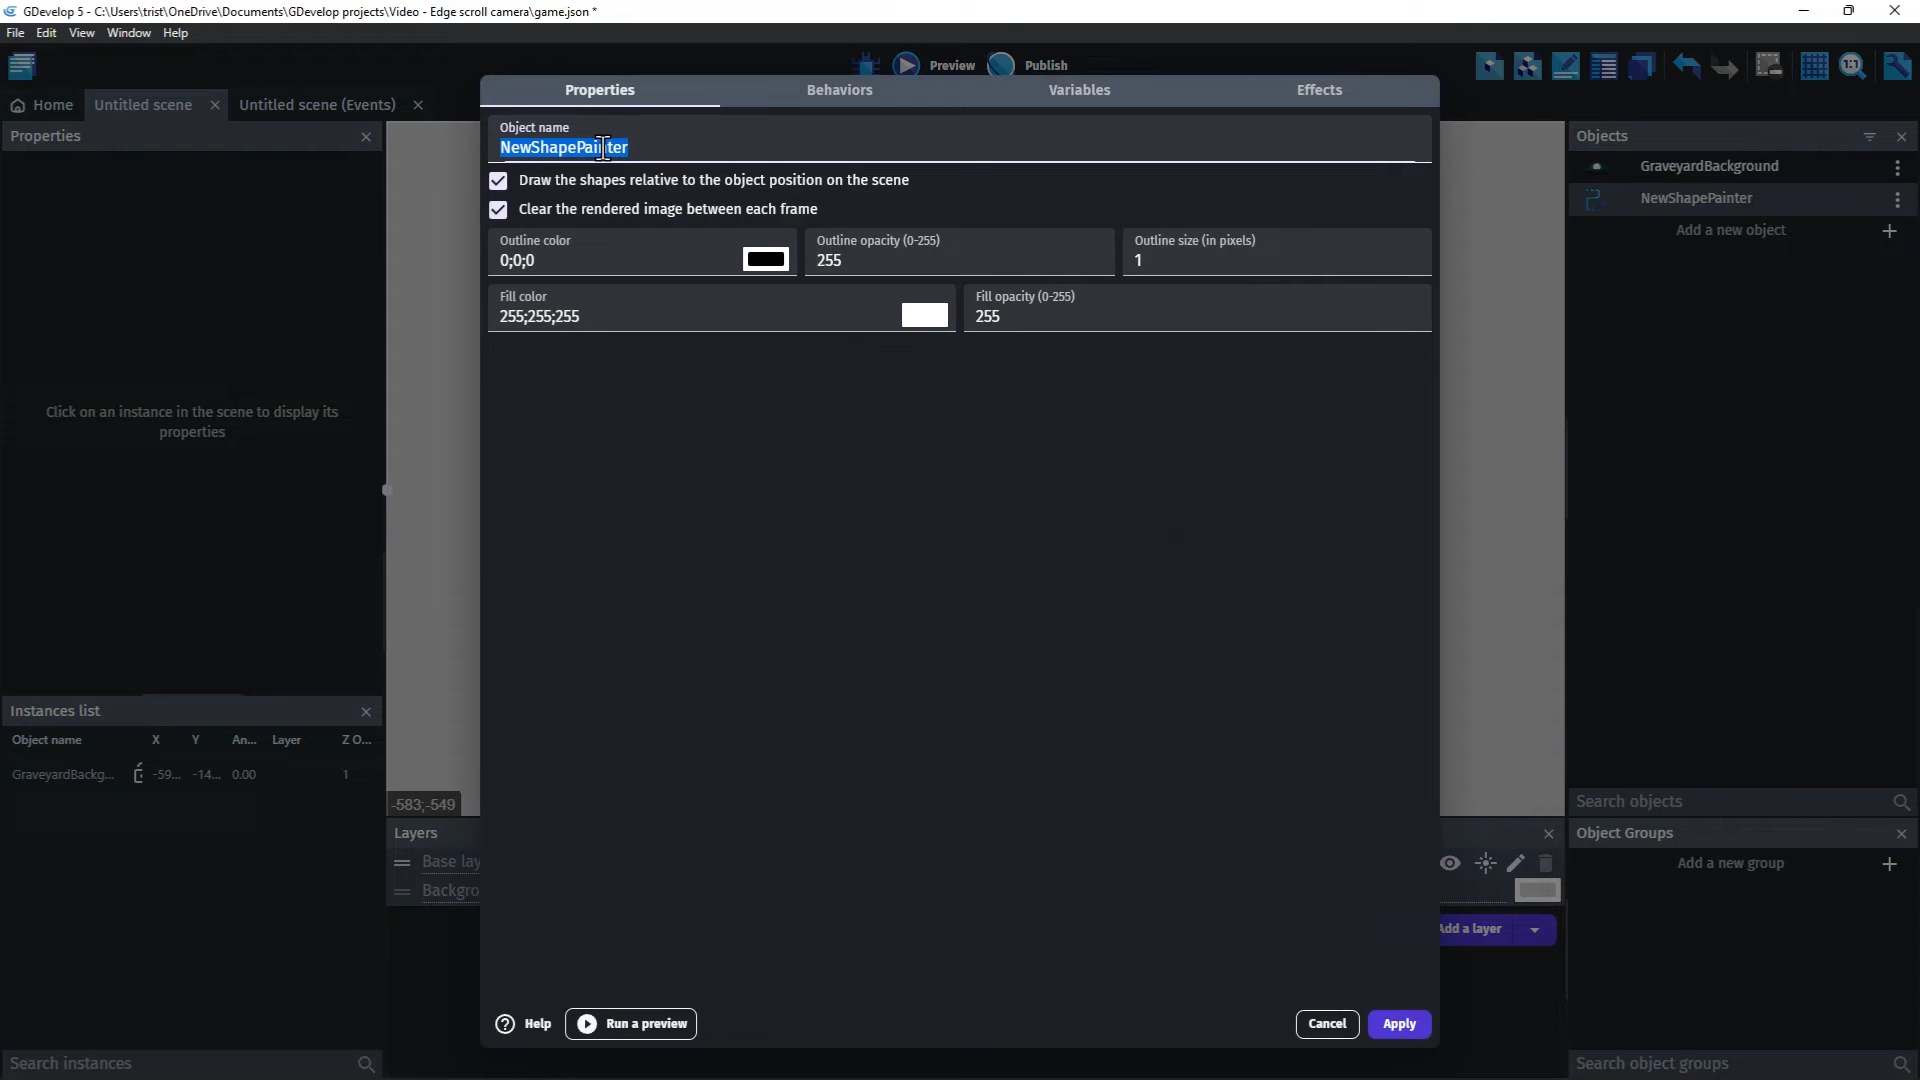 GDevelop 5 - C:\Users\trist\OneDrive\Documents\GDevelop projects\Video - Edge scroll camera\game.json *
File Edit View Window Help
Preview Publish
Home Untitled scene Untitled scene (Events)
Properties
Click on an instance in the scene to display its
properties
Instances list
Object name X Y An... Layer Z O...
GraveyardBackg... -59... -14... 0.00 1
Search instances
-583;-549
Layers
Base lay
Backgro
Add a layer
Properties Behaviors Variables Effects
Object name
NewShapePainter
Draw the shapes relative to the object position on the scene
Clear the rendered image between each frame
Outline color Outline opacity (0-255) Outline size (in pixels)
0;0;0 255 1
Fill color Fill opacity (0-255)
255;255;255 255
Help Run a preview Cancel Apply
Objects
GraveyardBackground
NewShapePainter
Add a new object
Search objects
Object Groups
Add a new group
Search object groups
1:1